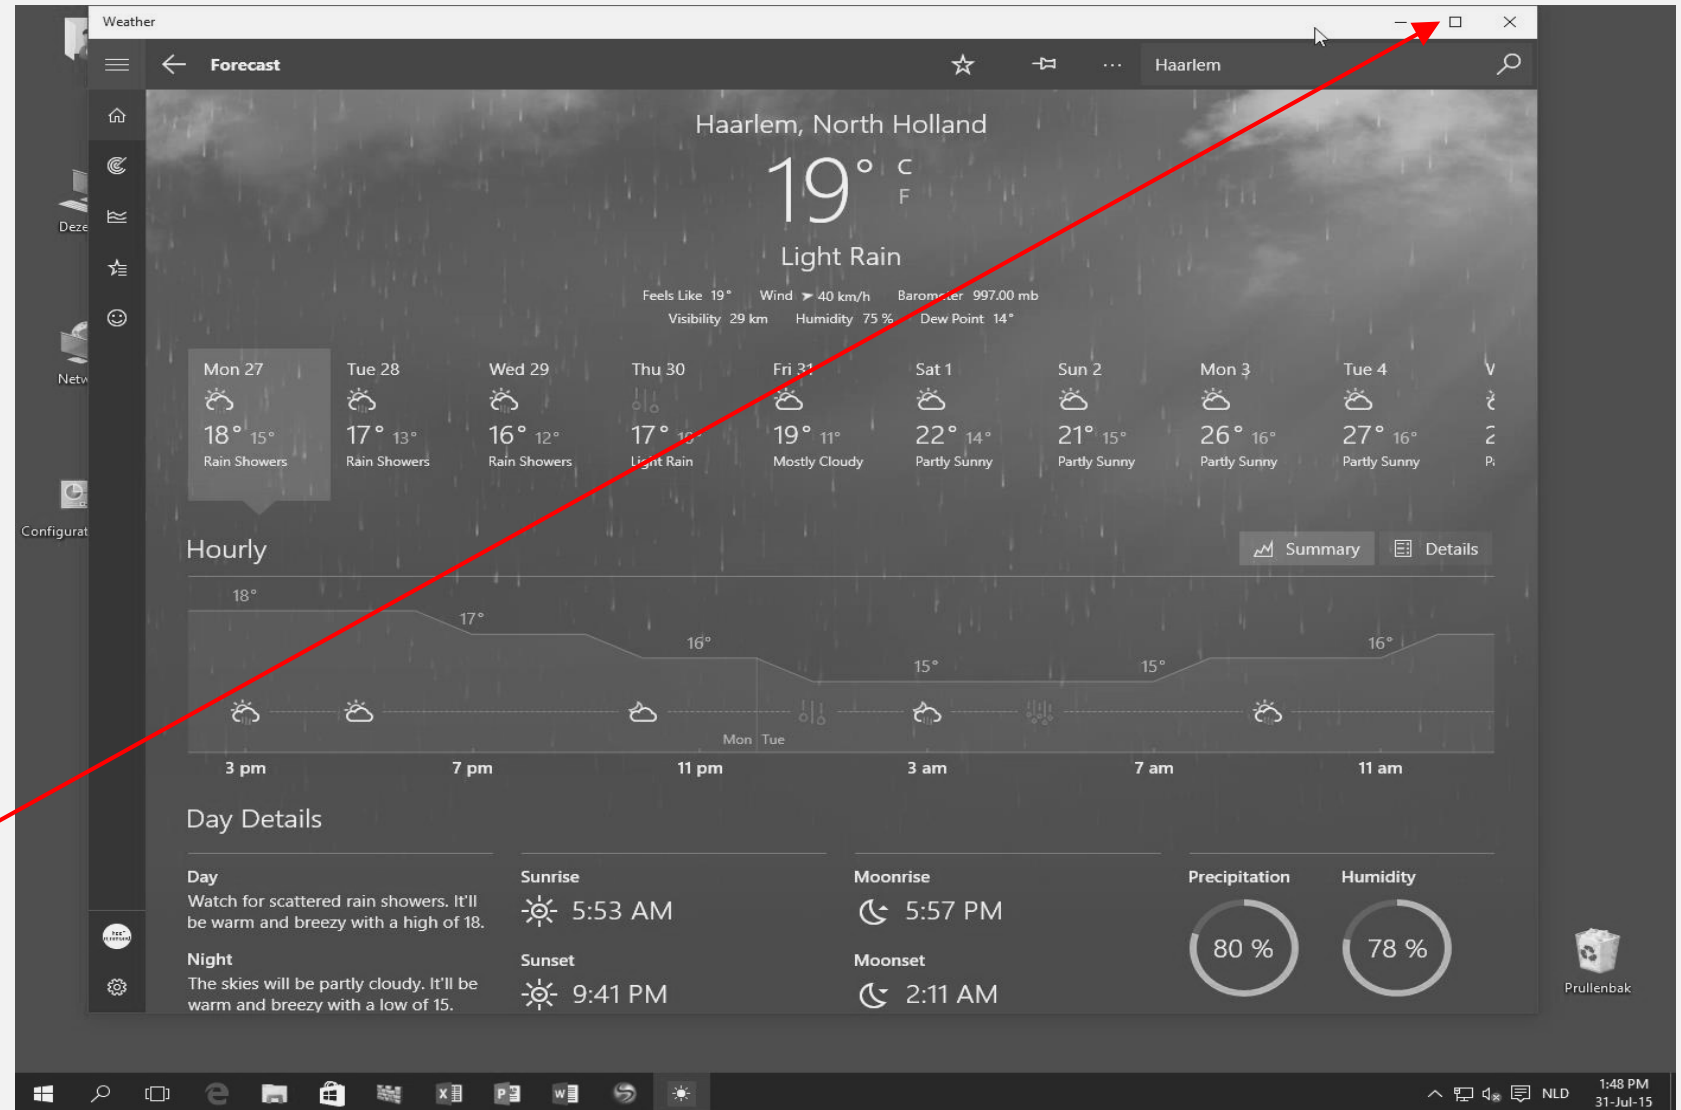 Weather
Forecast
Haarlem
Haarlem, North Holland
19° C
F
Light Rain
Feels Like 19° Wind 40 km/h Barometer 997.00 mb
Visibility 29 km Humidity 75 % Dew Point 14°
Mon 27 Tue 28 Wed 29 Thu 30 Fri 31 Sat 1 Sun 2 Mon 3 Tue 4
18° 15° 17° 13° 16° 12° 17° 19° 11° 22° 14° 21° 15° 26° 16° 27° 16°
Rain Showers Rain Showers Rain Showers Light Rain Mostly Cloudy Partly Sunny Partly Sunny Partly Sunny Partly Sunny
Deze
Netw
Configurat
Hourly
Summary Details
18°
17°
16° 16°
15° 15°
Mon Tue
3 pm 7 pm 11 pm 3 am 7 am 11 am
Day Details
Day
Watch for scattered rain showers. It'll
be warm and breezy with a high of 18.
Night
The skies will be partly cloudy. It'll be
warm and breezy with a low of 15.
Sunrise
5:53 AM
Sunset
9:41 PM
Moonrise
5:57 PM
Moonset
2:11 AM
Precipitation
80 %
Humidity
78 %
Prullenbak
NLD
1:48 PM
31-Jul-15